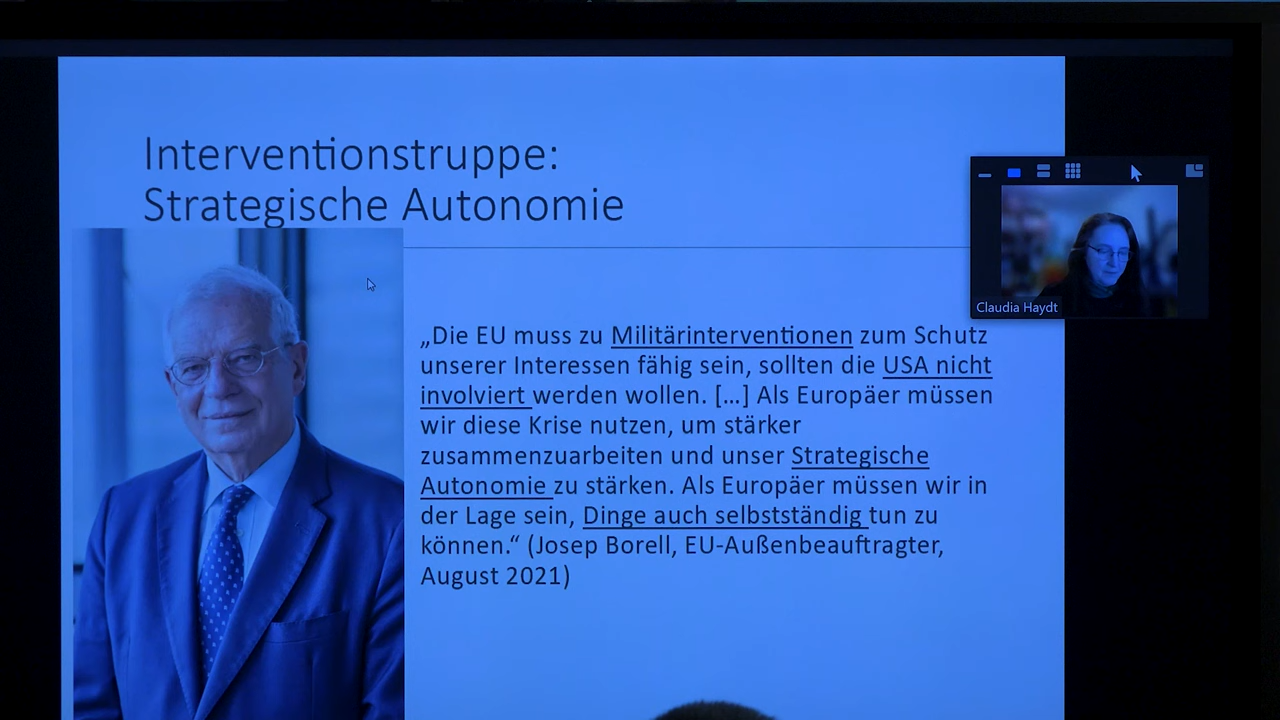 Interventionstruppe:
Strategische Autonomie
Claudia Haydt
„Die EU muss zu Militärinterventionen zum Schutz
unserer Interessen fähig sein, sollten die USA nicht
involviert werden wollen. […] Als Europäer müssen
wir diese Krise nutzen, um stärker
zusammenzuarbeiten und unser Strategische
Autonomie zu stärken. Als Europäer müssen wir in
der Lage sein, Dinge auch selbstständig tun zu
können.“ (Josep Borell, EU-Außenbeauftragter,
August 2021)